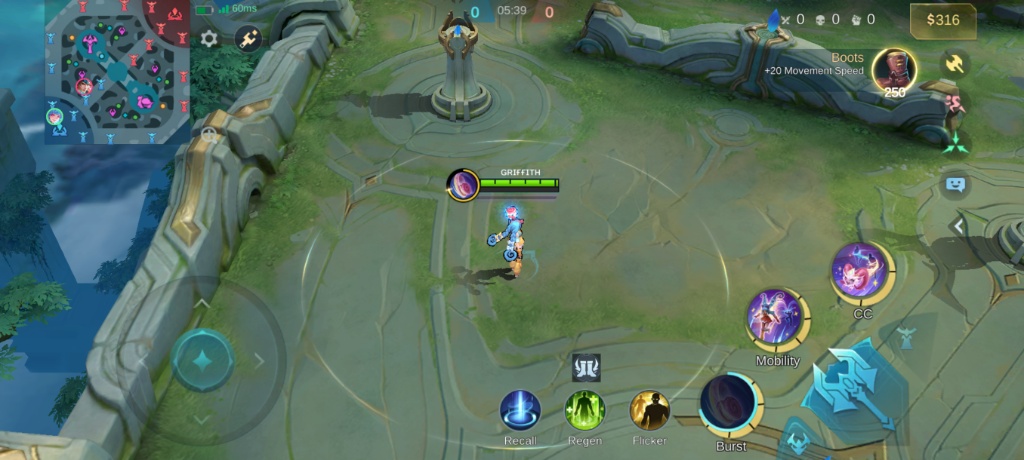 60ms
0 05:39 0
0 0 0
$316
Boots
+20 Movement Speed
250
GRIFFITH
CC
Mobility
Recall
Regen
Flicker
Burst